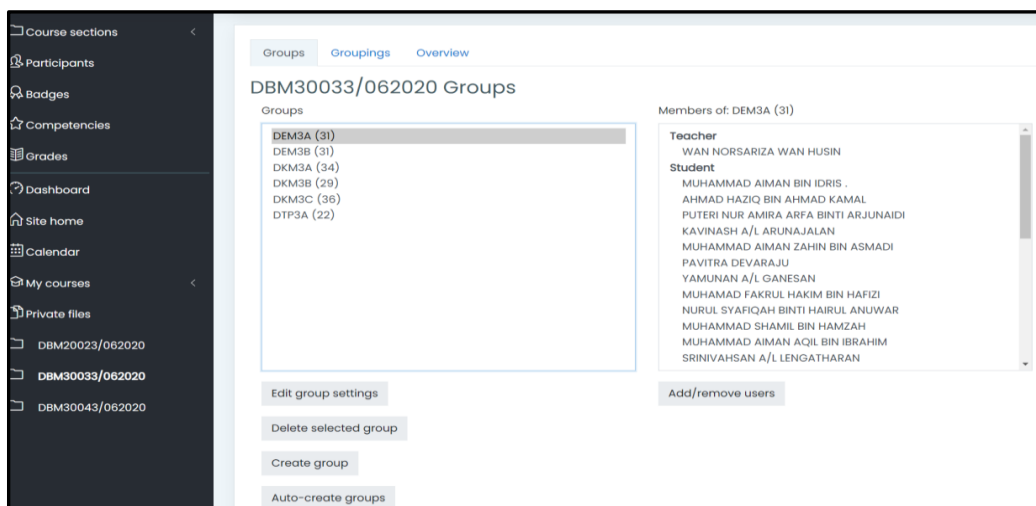 Course sections
Participants
Badges
Competencies
Grades
Dashboard
Site home
Calendar
My courses
Private files
DBM20023/062020
DBM30033/062020
DBM30043/062020
Groups
Groupings
Overview
DBM30033/062020 Groups
Groups
DEM3A (31)
DEM3B (31)
DKM3A (34)
DKM3B (29)
DKM3C (36)
DTP3A (22)
Edit group settings
Delete selected group
Create group
Auto-create groups
Members of: DEM3A (31)
Teacher
WAN NORSARIZA WAN HUSIN
Student
MUHAMMAD AIMAN BIN IDRIS .
AHMAD HAZIQ BIN AHMAD KAMAL
PUTERI NUR AMIRA ARFA BINTI ARJUNAIDI
KAVINASH A/L ARUNAJALAN
MUHAMMAD AIMAN ZAHIN BIN ASMADI
PAVITRA DEVARAJU
YAMUNAN A/L GANESAN
MUHAMAD FAKRUL HAKIM BIN HAFIZI
NURUL SYAFIQAH BINTI HAIRUL ANUWAR
MUHAMMAD SHAMIL BIN HAMZAH
MUHAMMAD AIMAN AQIL BIN IBRAHIM
SRINIVAHSAN A/L LENGATHARAN
Add/remove users